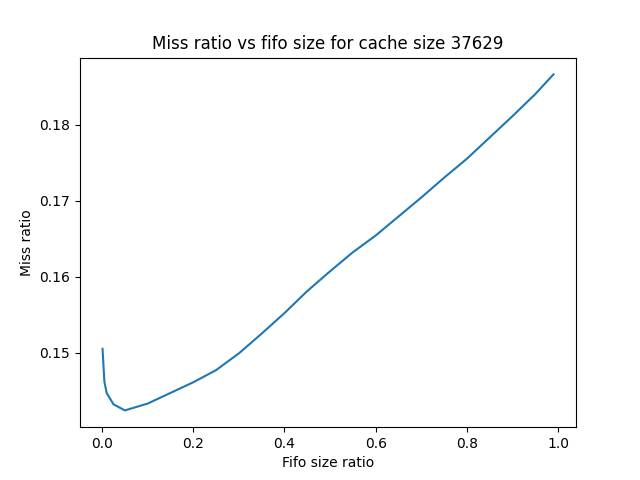 Miss ratio vs fifo size for cache size 37629
0.18
0.17
0.16
0.15
Miss ratio
0.0 0.2 0.4 0.6 0.8 1.0
Fifo size ratio